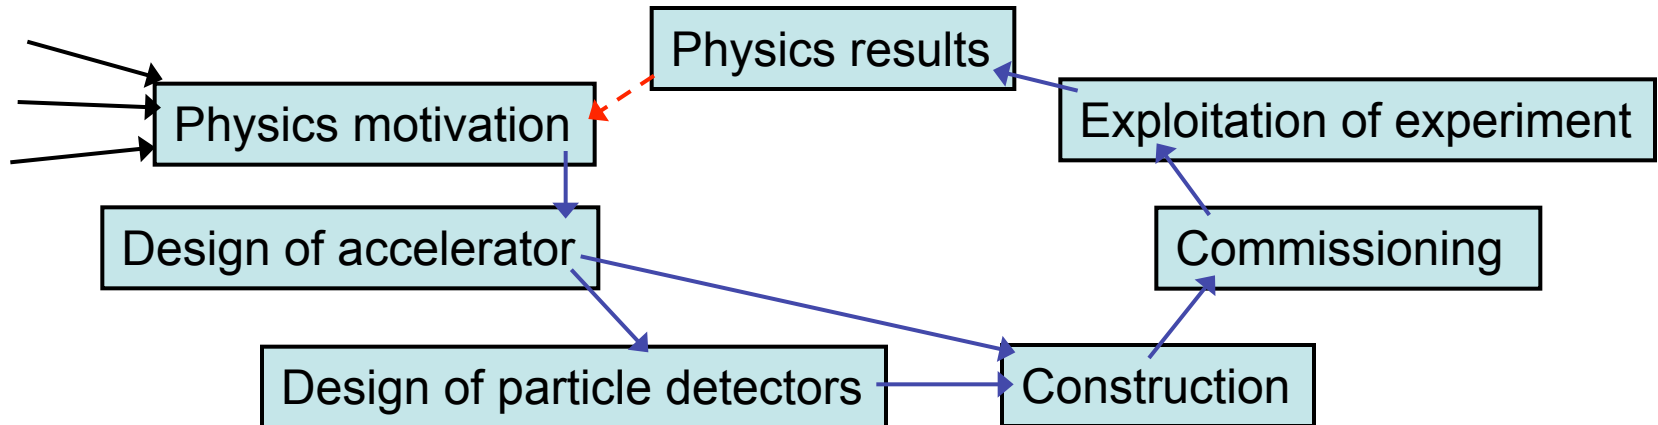 Physics results
Physics motivation
Exploitation of experiment
Design of accelerator
Commissioning
Design of particle detectors
Construction